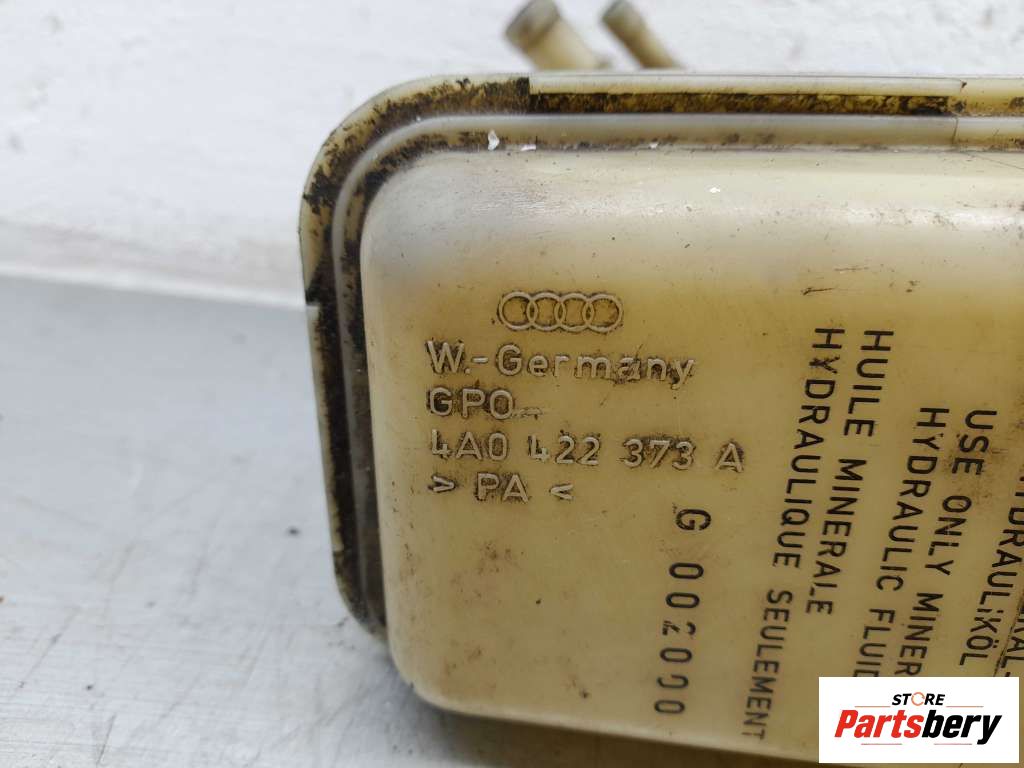 W.-Germany
GPO
4A0 422 373 A
> PA <
G 002000
USE ONLY MINER
HYDRAULIC FLUID
HUILE MINERALE
HYDRAULIQUE SEULEMENT
STORE
Partsbery